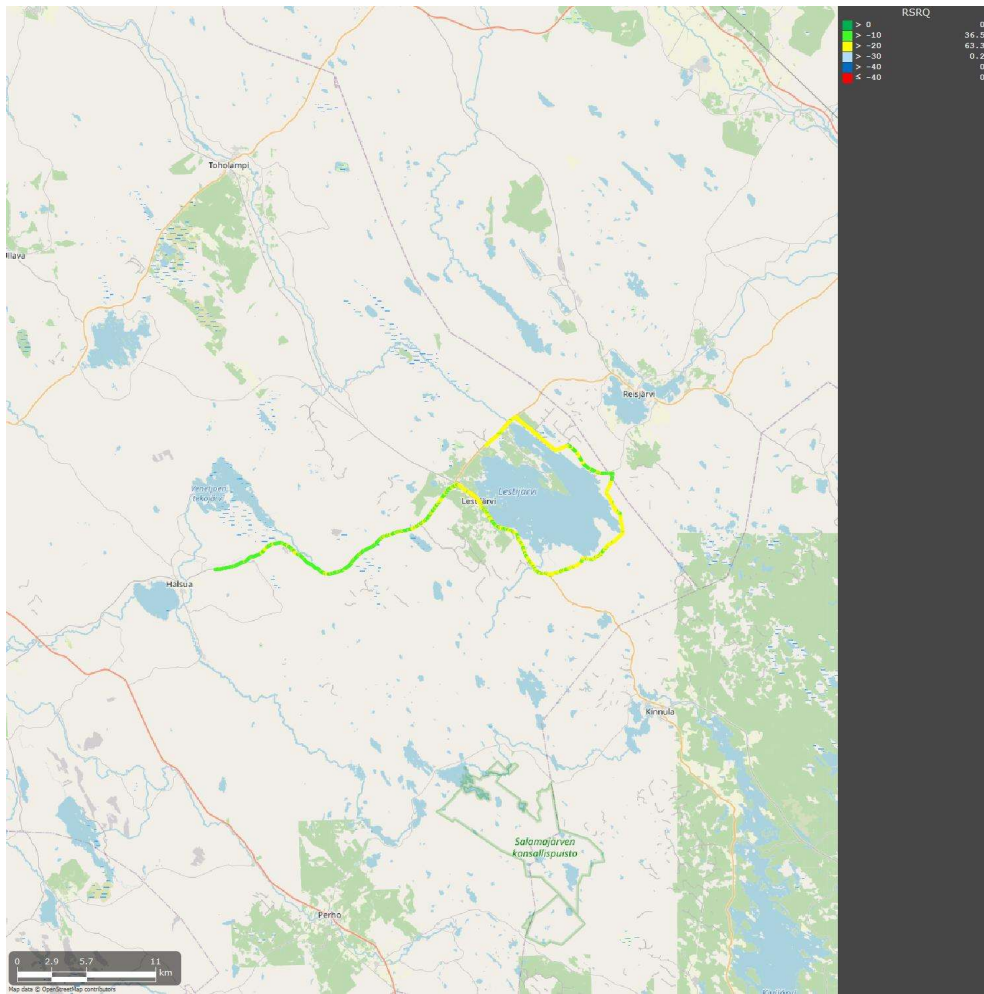 RSRQ
> 0 0
> -10 36.5
> -20 63.3
> -30 0.2
> -40 0
≤ -40 0
Toholampi
Reisjärvi
Lestijärvi
Lestijärvi
Halsua
Kinnula
Salamajärven
kansallispuisto
Perho
0 2.9 5.7 11
km
Map data © OpenStreetMap contributors